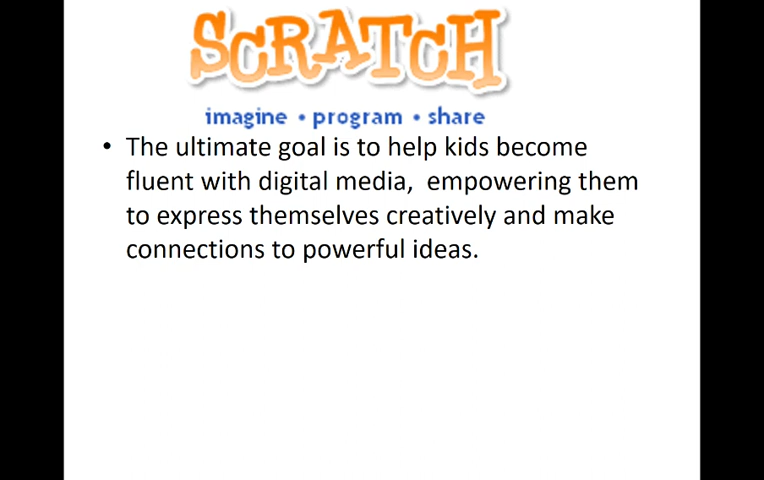 SCRATCH
imagine • program • share
• The ultimate goal is to help kids become
fluent with digital media,  empowering them
to express themselves creatively and make
connections to powerful ideas.